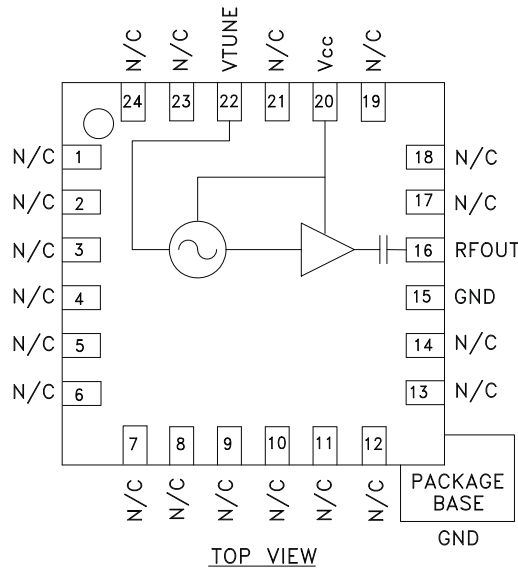 N/C N/C VTUNE N/C Vcc N/C
24 23 22 21 20 19
N/C 1 18 N/C
N/C 2 17 N/C
N/C 3 16 RFOUT
N/C 4 15 GND
N/C 5 14 N/C
N/C 6 13 N/C
7 8 9 10 11 12
N/C N/C N/C N/C N/C N/C
PACKAGE
BASE
GND
TOP VIEW